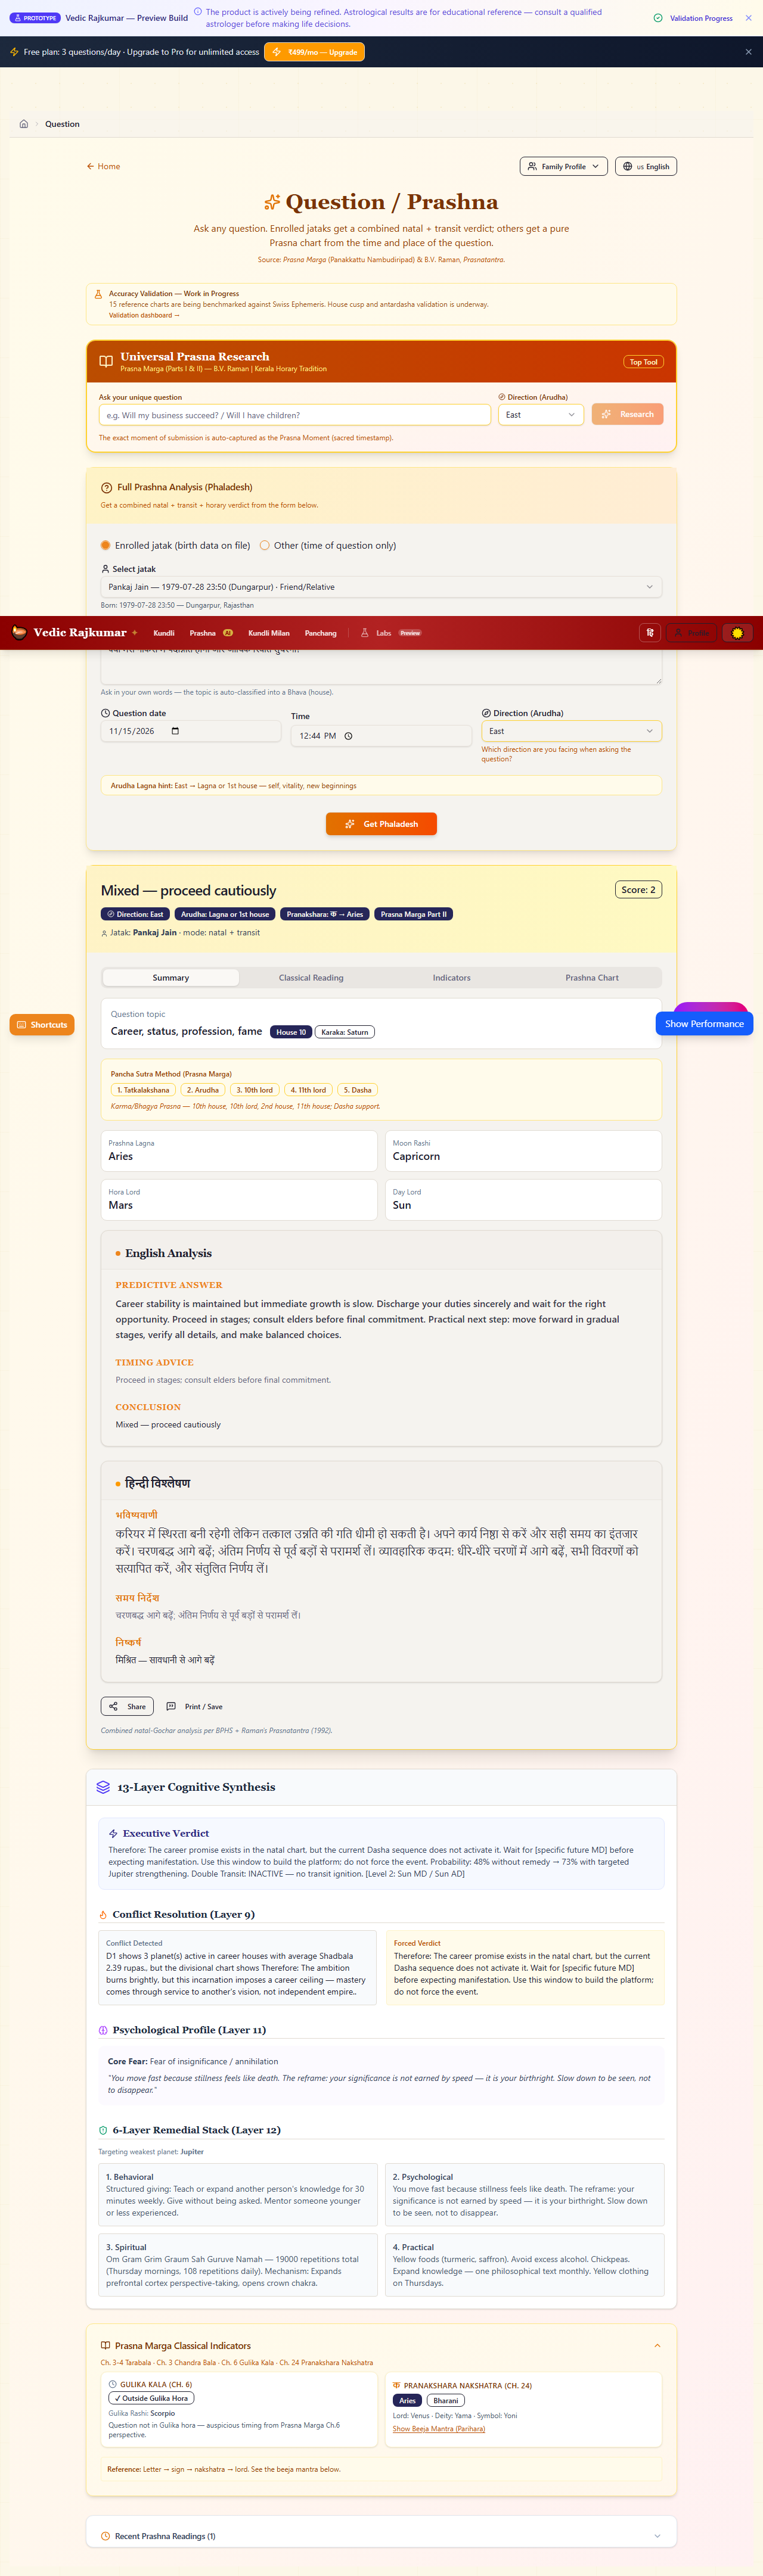 PROTOTYPE Vedic Rajkumar — Preview Build
The product is actively being refined. Astrological results are for educational reference — consult a qualified
astrologer before making life decisions.
Validation Progress
Free plan: 3 questions/day · Upgrade to Pro for unlimited access ₹499/mo — Upgrade
Question
Home
Family Profile
us English
Question / Prashna
Ask any question. Enrolled jataks get a combined natal + transit verdict; others get a pure
Prasna chart from the time and place of the question.
Source: Prasna Marga (Panakkattu Nambudiripad) & B.V. Raman, Prasnatantra.
Accuracy Validation — Work in Progress
15 reference charts are being benchmarked against Swiss Ephemeris. House cusp and antardasha validation is underway.
Validation dashboard →
Universal Prasna Research
Prasna Marga (Parts I & II) — B.V. Raman | Kerala Horary Tradition
Top Tool
Ask your unique question
Direction (Arudha)
e.g. Will my business succeed? / Will I have children?
East
Research
The exact moment of submission is auto-captured as the Prasna Moment (sacred timestamp).
Full Prashna Analysis (Phaladesh)
Get a combined natal + transit + horary verdict from the form below.
Enrolled jatak (birth data on file)
Other (time of question only)
Select jatak
Pankaj Jain — 1979-07-28 23:50 (Dungarpur) · Friend/Relative
Born: 1979-07-28 23:50 — Dungarpur, Rajasthan
Vedic Rajkumar
Kundli
Prashna AI
Kundli Milan
Panchang
Labs Preview
हिं
Profile
Ask in your own words — the topic is auto-classified into a Bhava (house).
Question date
Time
Direction (Arudha)
11/15/2026
12:44 PM
East
Which direction are you facing when asking the
question?
Arudha Lagna hint: East → Lagna or 1st house — self, vitality, new beginnings
Get Phaladesh
Mixed — proceed cautiously
Score: 2
Direction: East
Arudha: Lagna or 1st house
Pranakshara: क → Aries
Prasna Marga Part II
Jatak: Pankaj Jain · mode: natal + transit
Summary
Classical Reading
Indicators
Prashna Chart
Shortcuts
Show Performance
Question topic
Career, status, profession, fame House 10 Karaka: Saturn
Pancha Sutra Method (Prasna Marga)
1. Tatkalakshana
2. Arudha
3. 10th lord
4. 11th lord
5. Dasha
Karma/Bhagya Prasna — 10th house, 10th lord, 2nd house, 11th house; Dasha support.
Prashna Lagna
Aries
Moon Rashi
Capricorn
Hora Lord
Mars
Day Lord
Sun
English Analysis
PREDICTIVE ANSWER
Career stability is maintained but immediate growth is slow. Discharge your duties sincerely and wait for the right
opportunity. Proceed in stages; consult elders before final commitment. Practical next step: move forward in gradual
stages, verify all details, and make balanced choices.
TIMING ADVICE
Proceed in stages; consult elders before final commitment.
CONCLUSION
Mixed — proceed cautiously
हिन्दी विश्लेषण
भविष्यवाणी
करियर में स्थिरता बनी रहेगी लेकिन तत्काल उन्नति की गति धीमी हो सकती है। अपने कार्य निष्ठा से करें और सही समय का इंतजार
करें। चरणबद्ध आगे बढ़ें; अंतिम निर्णय से पूर्व बड़ों से परामर्श लें। व्यावहारिक कदम: धीरे-धीरे चरणों में आगे बढ़ें, सभी विवरणों को
सत्यापित करें, और संतुलित निर्णय लें।
समय निर्देश
चरणबद्ध आगे बढ़ें; अंतिम निर्णय से पूर्व बड़ों से परामर्श लें।
निष्कर्ष
मिश्रित — सावधानी से आगे बढ़ें
Share
Print / Save
Combined natal-Gochar analysis per BPHS + Raman's Prasnatantra (1992).
13-Layer Cognitive Synthesis
Executive Verdict
Therefore: The career promise exists in the natal chart, but the current Dasha sequence does not activate it. Wait for [specific future MD] before
expecting manifestation. Use this window to build the platform; do not force the event. Probability: 48% without remedy → 73% with targeted
Jupiter strengthening. Double Transit: INACTIVE — no transit ignition. [Level 2: Sun MD / Sun AD]
Conflict Resolution (Layer 9)
Conflict Detected
D1 shows 3 planet(s) active in career houses with average Shadbala
2.39 rupas., but the divisional chart shows Therefore: The ambition
burns brightly, but this incarnation imposes a career ceiling — mastery
comes through service to another's vision, not independent empire..
Forced Verdict
Therefore: The career promise exists in the natal chart, but the current
Dasha sequence does not activate it. Wait for [specific future MD]
before expecting manifestation. Use this window to build the platform;
do not force the event.
Psychological Profile (Layer 11)
Core Fear: Fear of insignificance / annihilation
"You move fast because stillness feels like death. The reframe: your significance is not earned by speed — it is your birthright. Slow down to be seen, not
to disappear."
6-Layer Remedial Stack (Layer 12)
Targeting weakest planet: Jupiter
1. Behavioral
Structured giving: Teach or expand another person's knowledge for 30
minutes weekly. Give without being asked. Mentor someone younger
or less experienced.
2. Psychological
You move fast because stillness feels like death. The reframe: your
significance is not earned by speed — it is your birthright. Slow down
to be seen, not to disappear.
3. Spiritual
Om Gram Grim Graum Sah Guruve Namah — 19000 repetitions total
(Thursday mornings, 108 repetitions daily). Mechanism: Expands
prefrontal cortex perspective-taking, opens crown chakra.
4. Practical
Yellow foods (turmeric, saffron). Avoid excess alcohol. Chickpeas.
Expand knowledge — one philosophical text monthly. Yellow clothing
on Thursdays.
Prasna Marga Classical Indicators
Ch. 3-4 Tarabala · Ch. 3 Chandra Bala · Ch. 6 Gulika Kala · Ch. 24 Pranakshara Nakshatra
GULIKA KALA (CH. 6)
✓ Outside Gulika Hora
Gulika Rashi: Scorpio
Question not in Gulika hora — auspicious timing from Prasna Marga Ch.6
perspective.
क PRANAKSHARA NAKSHATRA (CH. 24)
Aries Bharani
Lord: Venus · Deity: Yama · Symbol: Yoni
Show Beeja Mantra (Parihara)
Reference: Letter → sign → nakshatra → lord. See the beeja mantra below.
Recent Prashna Readings (1)